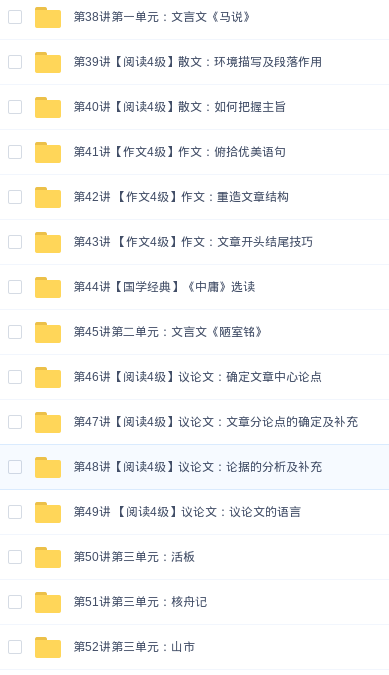 第38讲第一单元：文言文《马说》
第39讲【阅读4级】散文：环境描写及段落作用
第40讲【阅读4级】散文：如何把握主旨
第41讲【作文4级】作文：俯拾优美语句
第42讲 【作文4级】作文：重造文章结构
第43讲 【作文4级】作文：文章开头结尾技巧
第44讲【国学经典】《中庸》选读
第45讲第二单元：文言文《陋室铭》
第46讲【阅读4级】议论文：确定文章中心论点
第47讲【阅读4级】议论文：文章分论点的确定及补充
第48讲【阅读4级】议论文：论据的分析及补充
第49讲 【阅读4级】议论文：议论文的语言
第50讲第三单元：活板
第51讲第三单元：核舟记
第52讲第三单元：山市